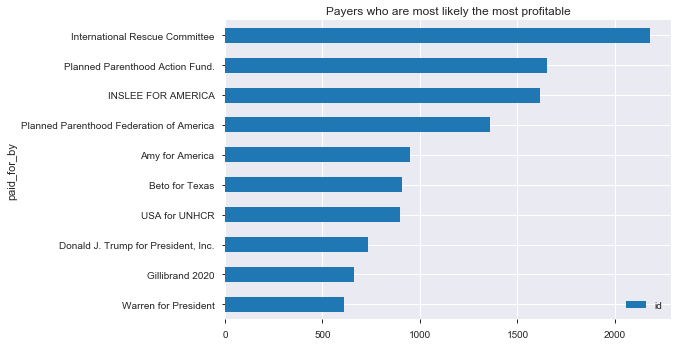 Payers who are most likely the most profitable
International Rescue Committee
Planned Parenthood Action Fund.
INSLEE FOR AMERICA
Planned Parenthood Federation of America
Amy for America
Beto for Texas
USA for UNHCR
Donald J. Trump for President, Inc.
Gillibrand 2020
Warren for President
paid_for_by
id
0 500 1000 1500 2000